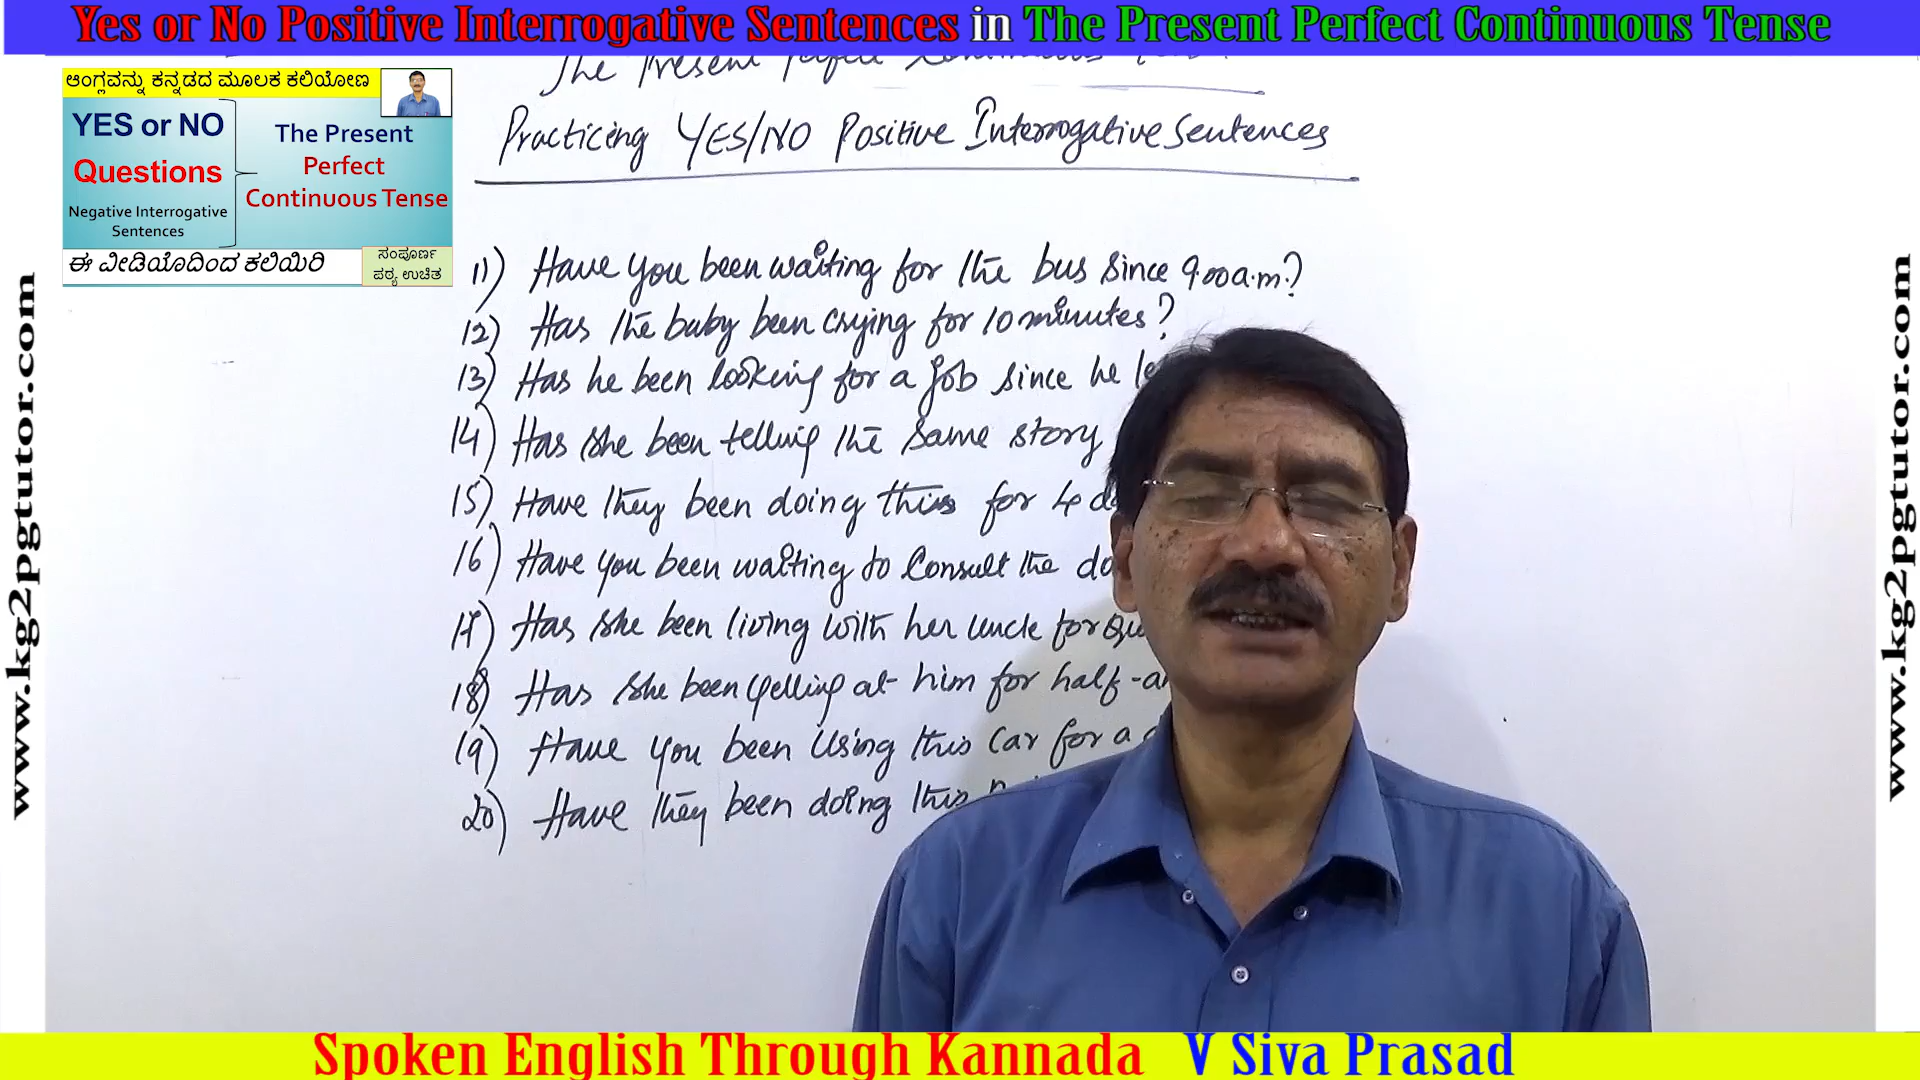 Yes or No Positive Interrogative Sentences in The Present Perfect Continuous Tense
ಆಂಗ್ಲವನ್ನು ಕನ್ನಡದ ಮೂಲಕ ಕಲಿಯೋಣ
YES or NO
Questions
Negative Interrogative
Sentences
The Present
Perfect
Continuous Tense
ಈ ವೀಡಿಯೊದಿಂದ ಕಲಿಯಿರಿ
ಸಂಪೂರ್ಣ
ಪಠ್ಯ ಉಚಿತ
The Present Perfect Continuous
Practicing YES/NO Positive Interrogative Sentences
11) Have you been waiting for the bus since 9.00a.m.?
12) Has the baby been crying for 10 minutes?
13) Has he been looking for a job since he
14) Has she been telling the same story
15) Have they been doing this for 4
16) Have you been waiting to consult the
17) Has she been living with her uncle for
18) Has she been yelling at him for half-an
19) Have you been using this car for a
20) Have they been doing this
www.kg2pgtutor.com
www.kg2pgtutor.com
Spoken English Through Kannada V Siva Prasad